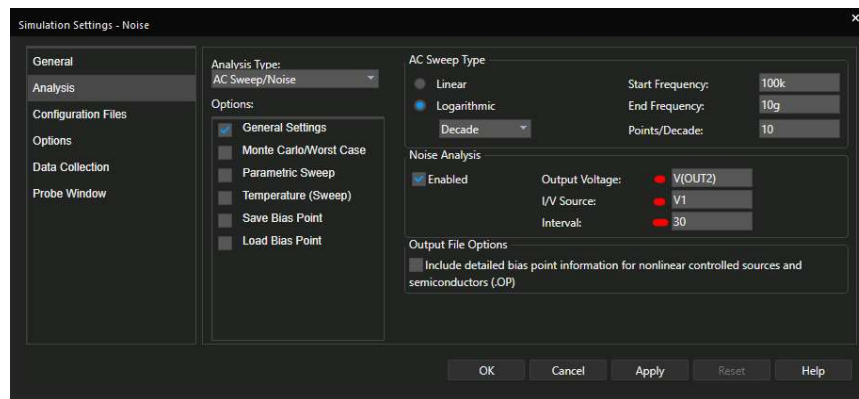 Simulation Settings - Noise
×
General
Analysis
Configuration Files
Options
Data Collection
Probe Window
Analysis Type:
AC Sweep/Noise
Options:
General Settings
Monte Carlo/Worst Case
Parametric Sweep
Temperature (Sweep)
Save Bias Point
Load Bias Point
AC Sweep Type
Linear
Logarithmic
Decade
Start Frequency: 100k
End Frequency: 10g
Points/Decade: 10
Noise Analysis
Enabled
Output Voltage: V(OUT2)
I/V Source: V1
Interval: 30
Output File Options
Include detailed bias point information for nonlinear controlled sources and
semiconductors (.OP)
OK Cancel Apply Reset Help